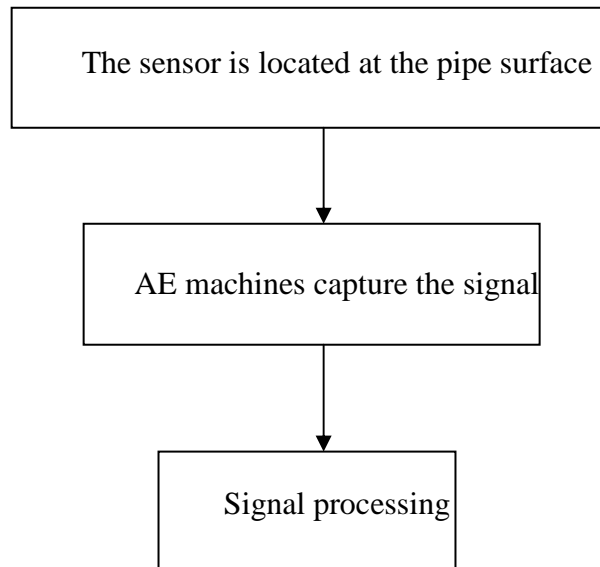 The sensor is located at the pipe surface
AE machines capture the signal
Signal processing